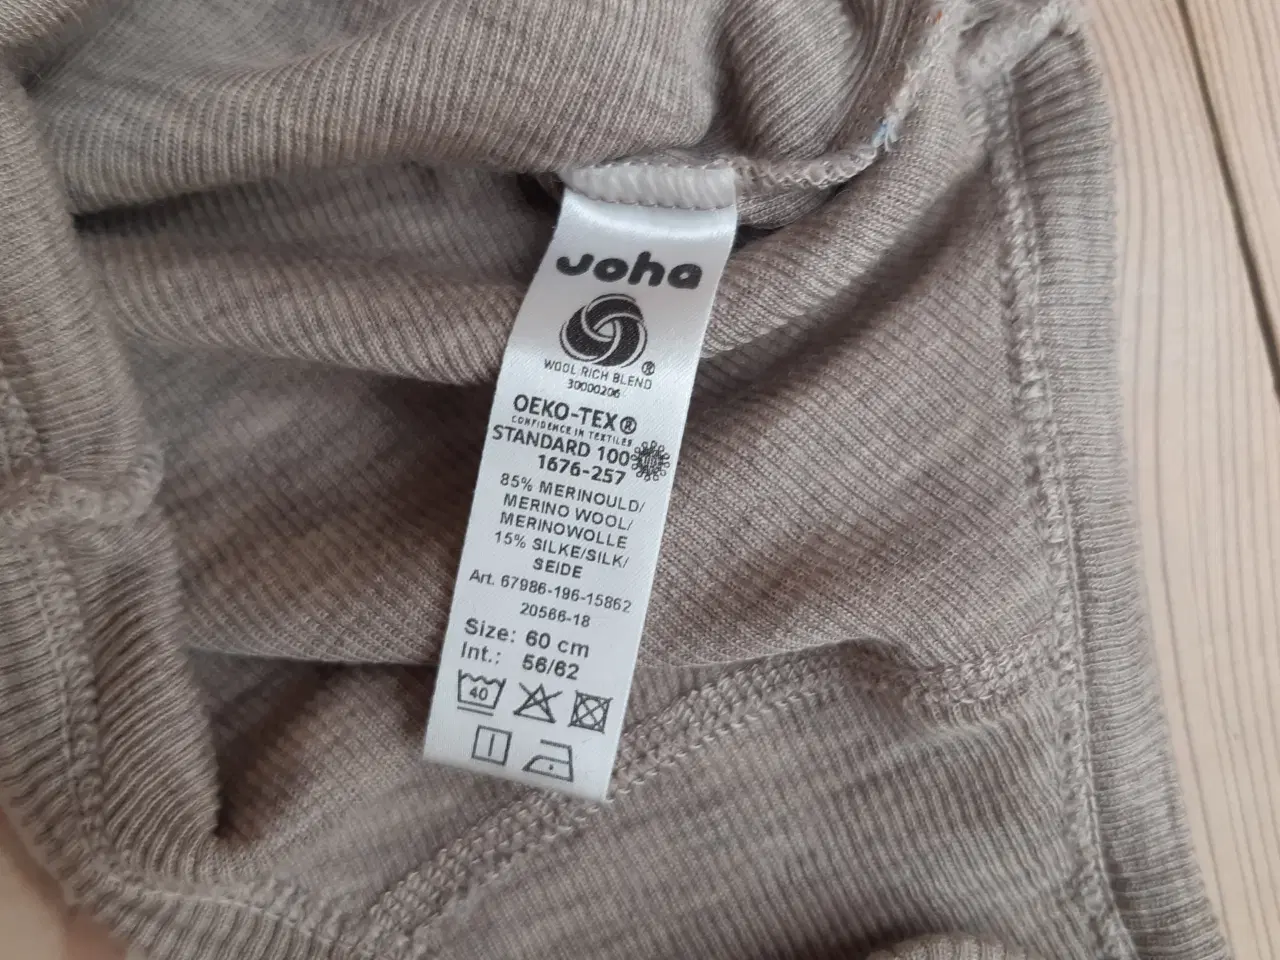 Joha
WOOL RICH BLEND
30000206
OEKO-TEX®
CONFIDENCE IN TEXTILES
STANDARD 100
1676-257
85% MERINOULD/
MERINO WOOL/
MERINOWOLLE
15% SILKE/SILK/
SEIDE
Art. 67986-196-15862
20566-18
Size: 60 cm
Int.: 56/62
40